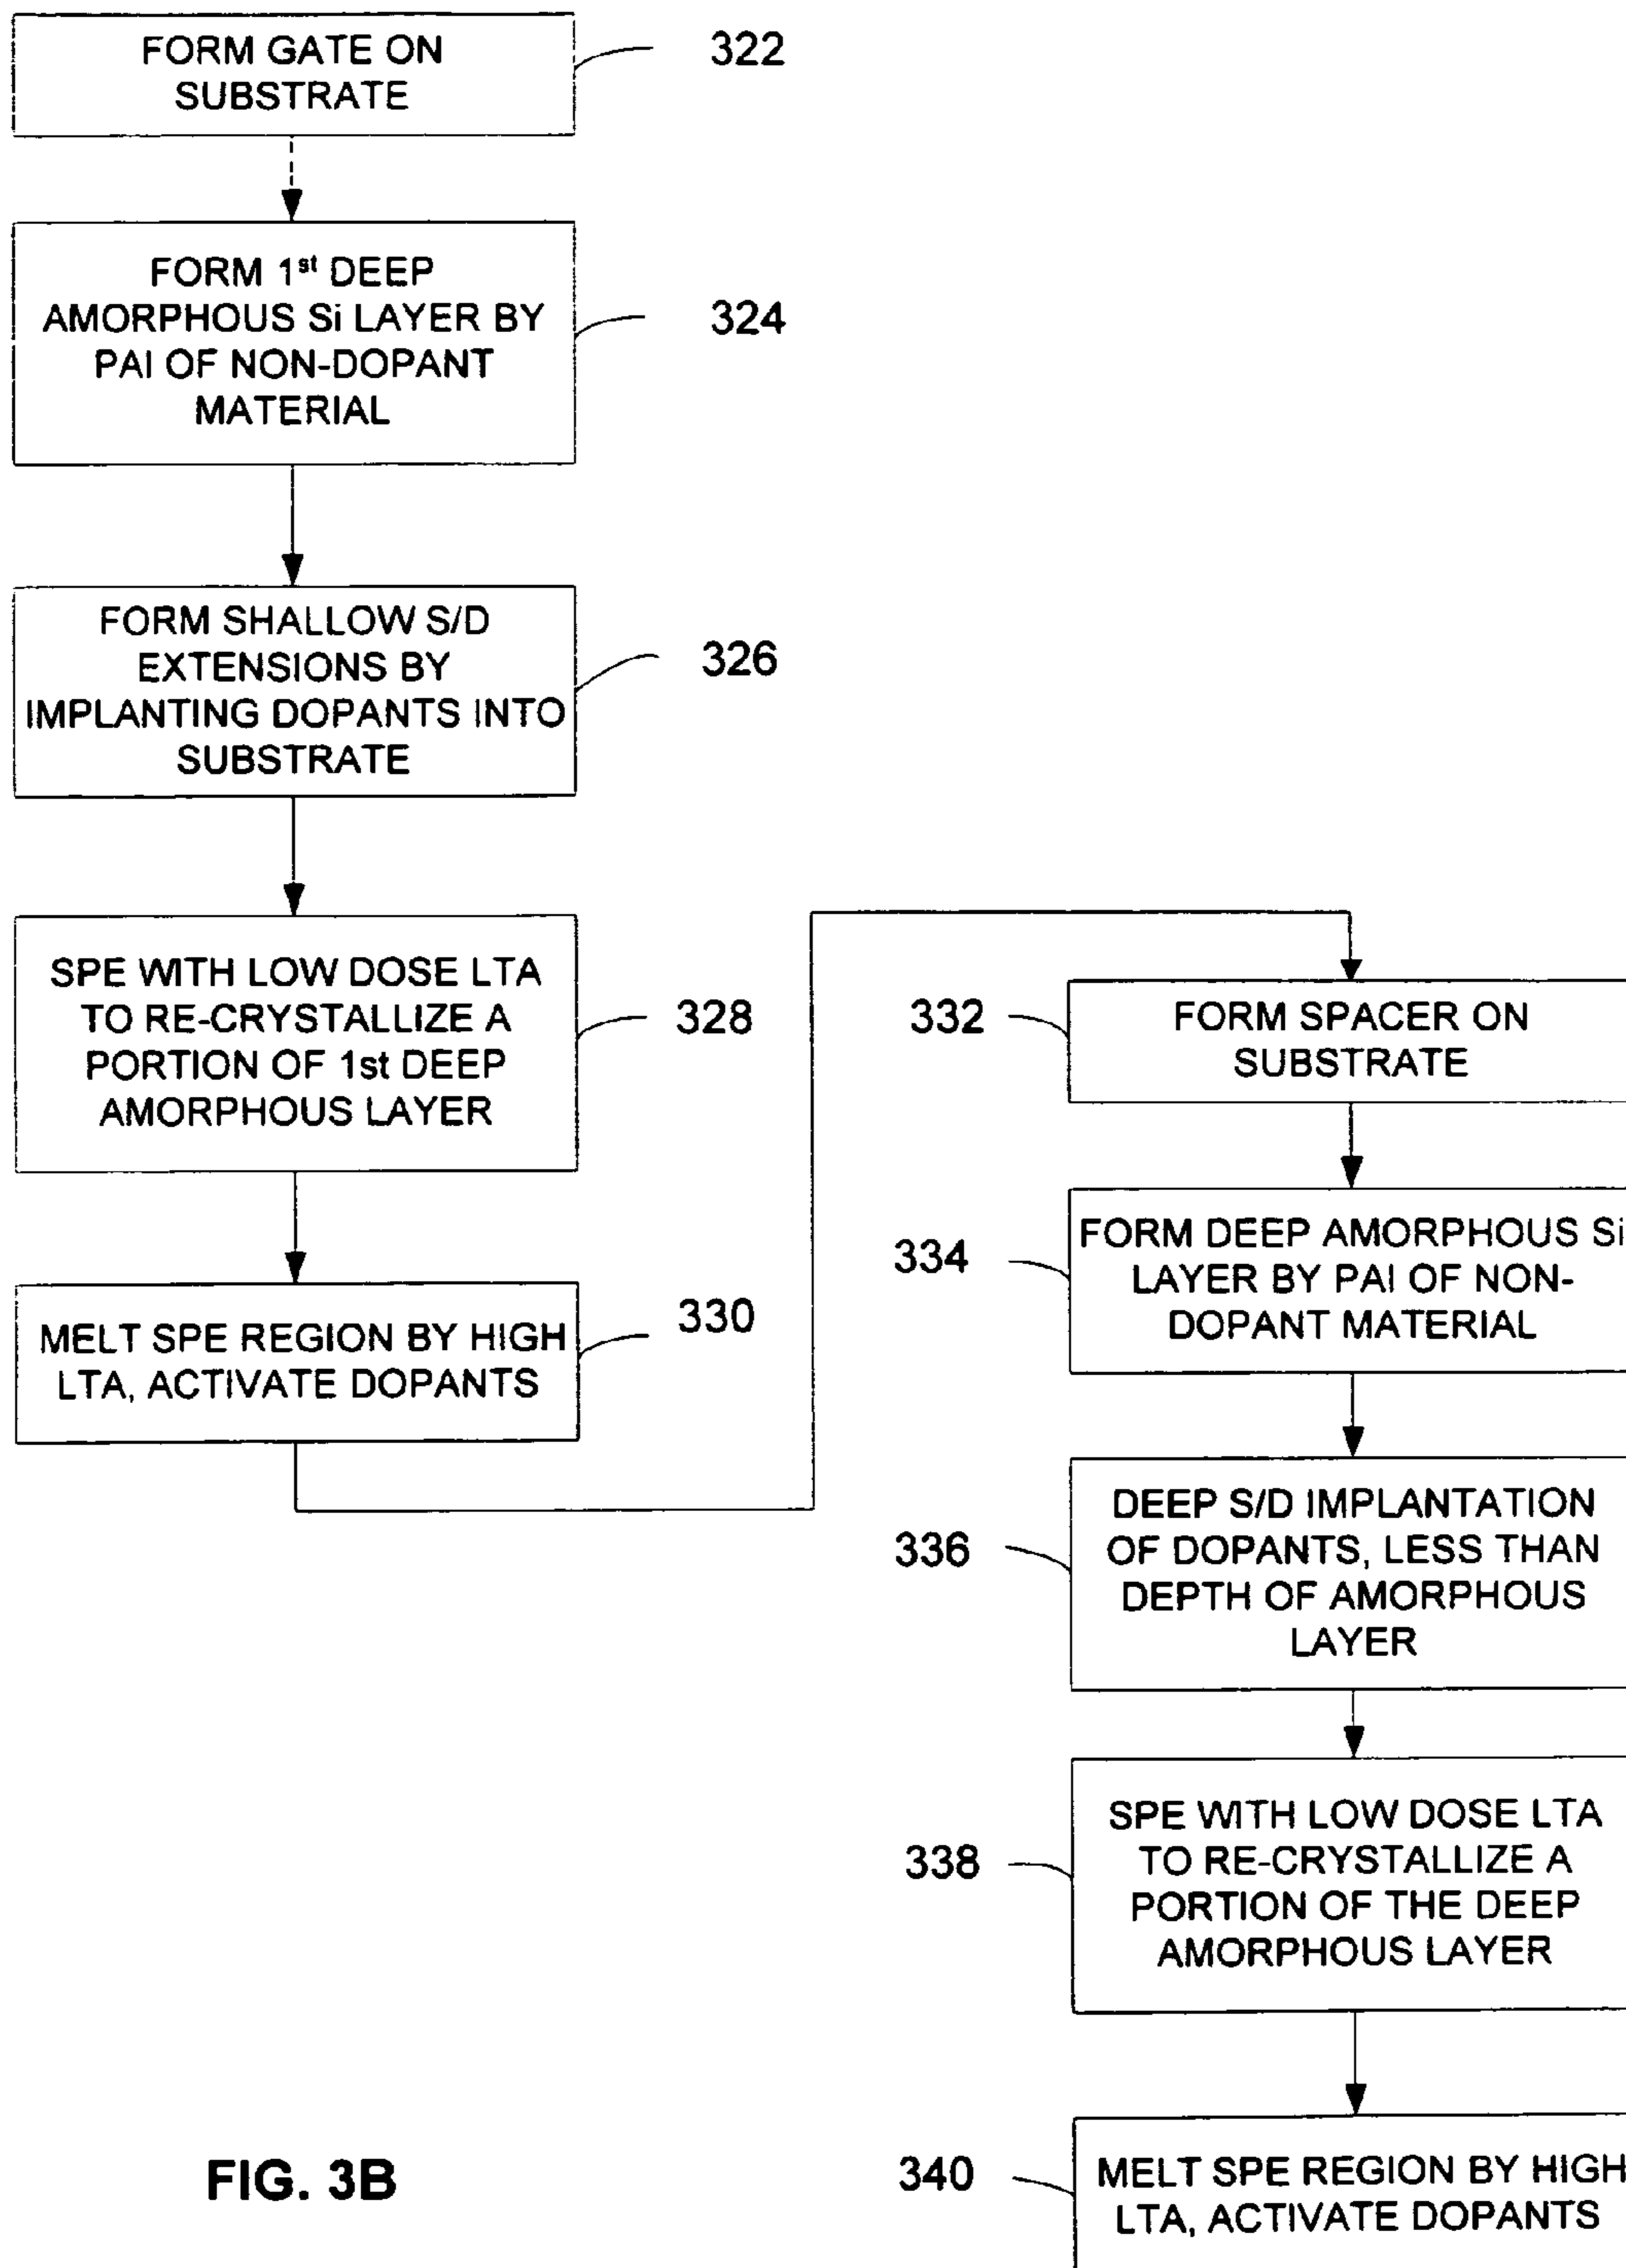 FORM GATE ON
SUBSTRATE
322
FORM 1st DEEP
AMORPHOUS Si LAYER BY
PAI OF NON-DOPANT
MATERIAL
324
FORM SHALLOW S/D
EXTENSIONS BY
IMPLANTING DOPANTS INTO
SUBSTRATE
326
SPE WITH LOW DOSE LTA
TO RE-CRYSTALLIZE A
PORTION OF 1st DEEP
AMORPHOUS LAYER
328
MELT SPE REGION BY HIGH
LTA, ACTIVATE DOPANTS
330
332
FORM SPACER ON
SUBSTRATE
334
FORM DEEP AMORPHOUS Si
LAYER BY PAI OF NON-
DOPANT MATERIAL
336
DEEP S/D IMPLANTATION
OF DOPANTS, LESS THAN
DEPTH OF AMORPHOUS
LAYER
338
SPE WITH LOW DOSE LTA
TO RE-CRYSTALLIZE A
PORTION OF THE DEEP
AMORPHOUS LAYER
340
MELT SPE REGION BY HIGH
LTA, ACTIVATE DOPANTS
FIG. 3B